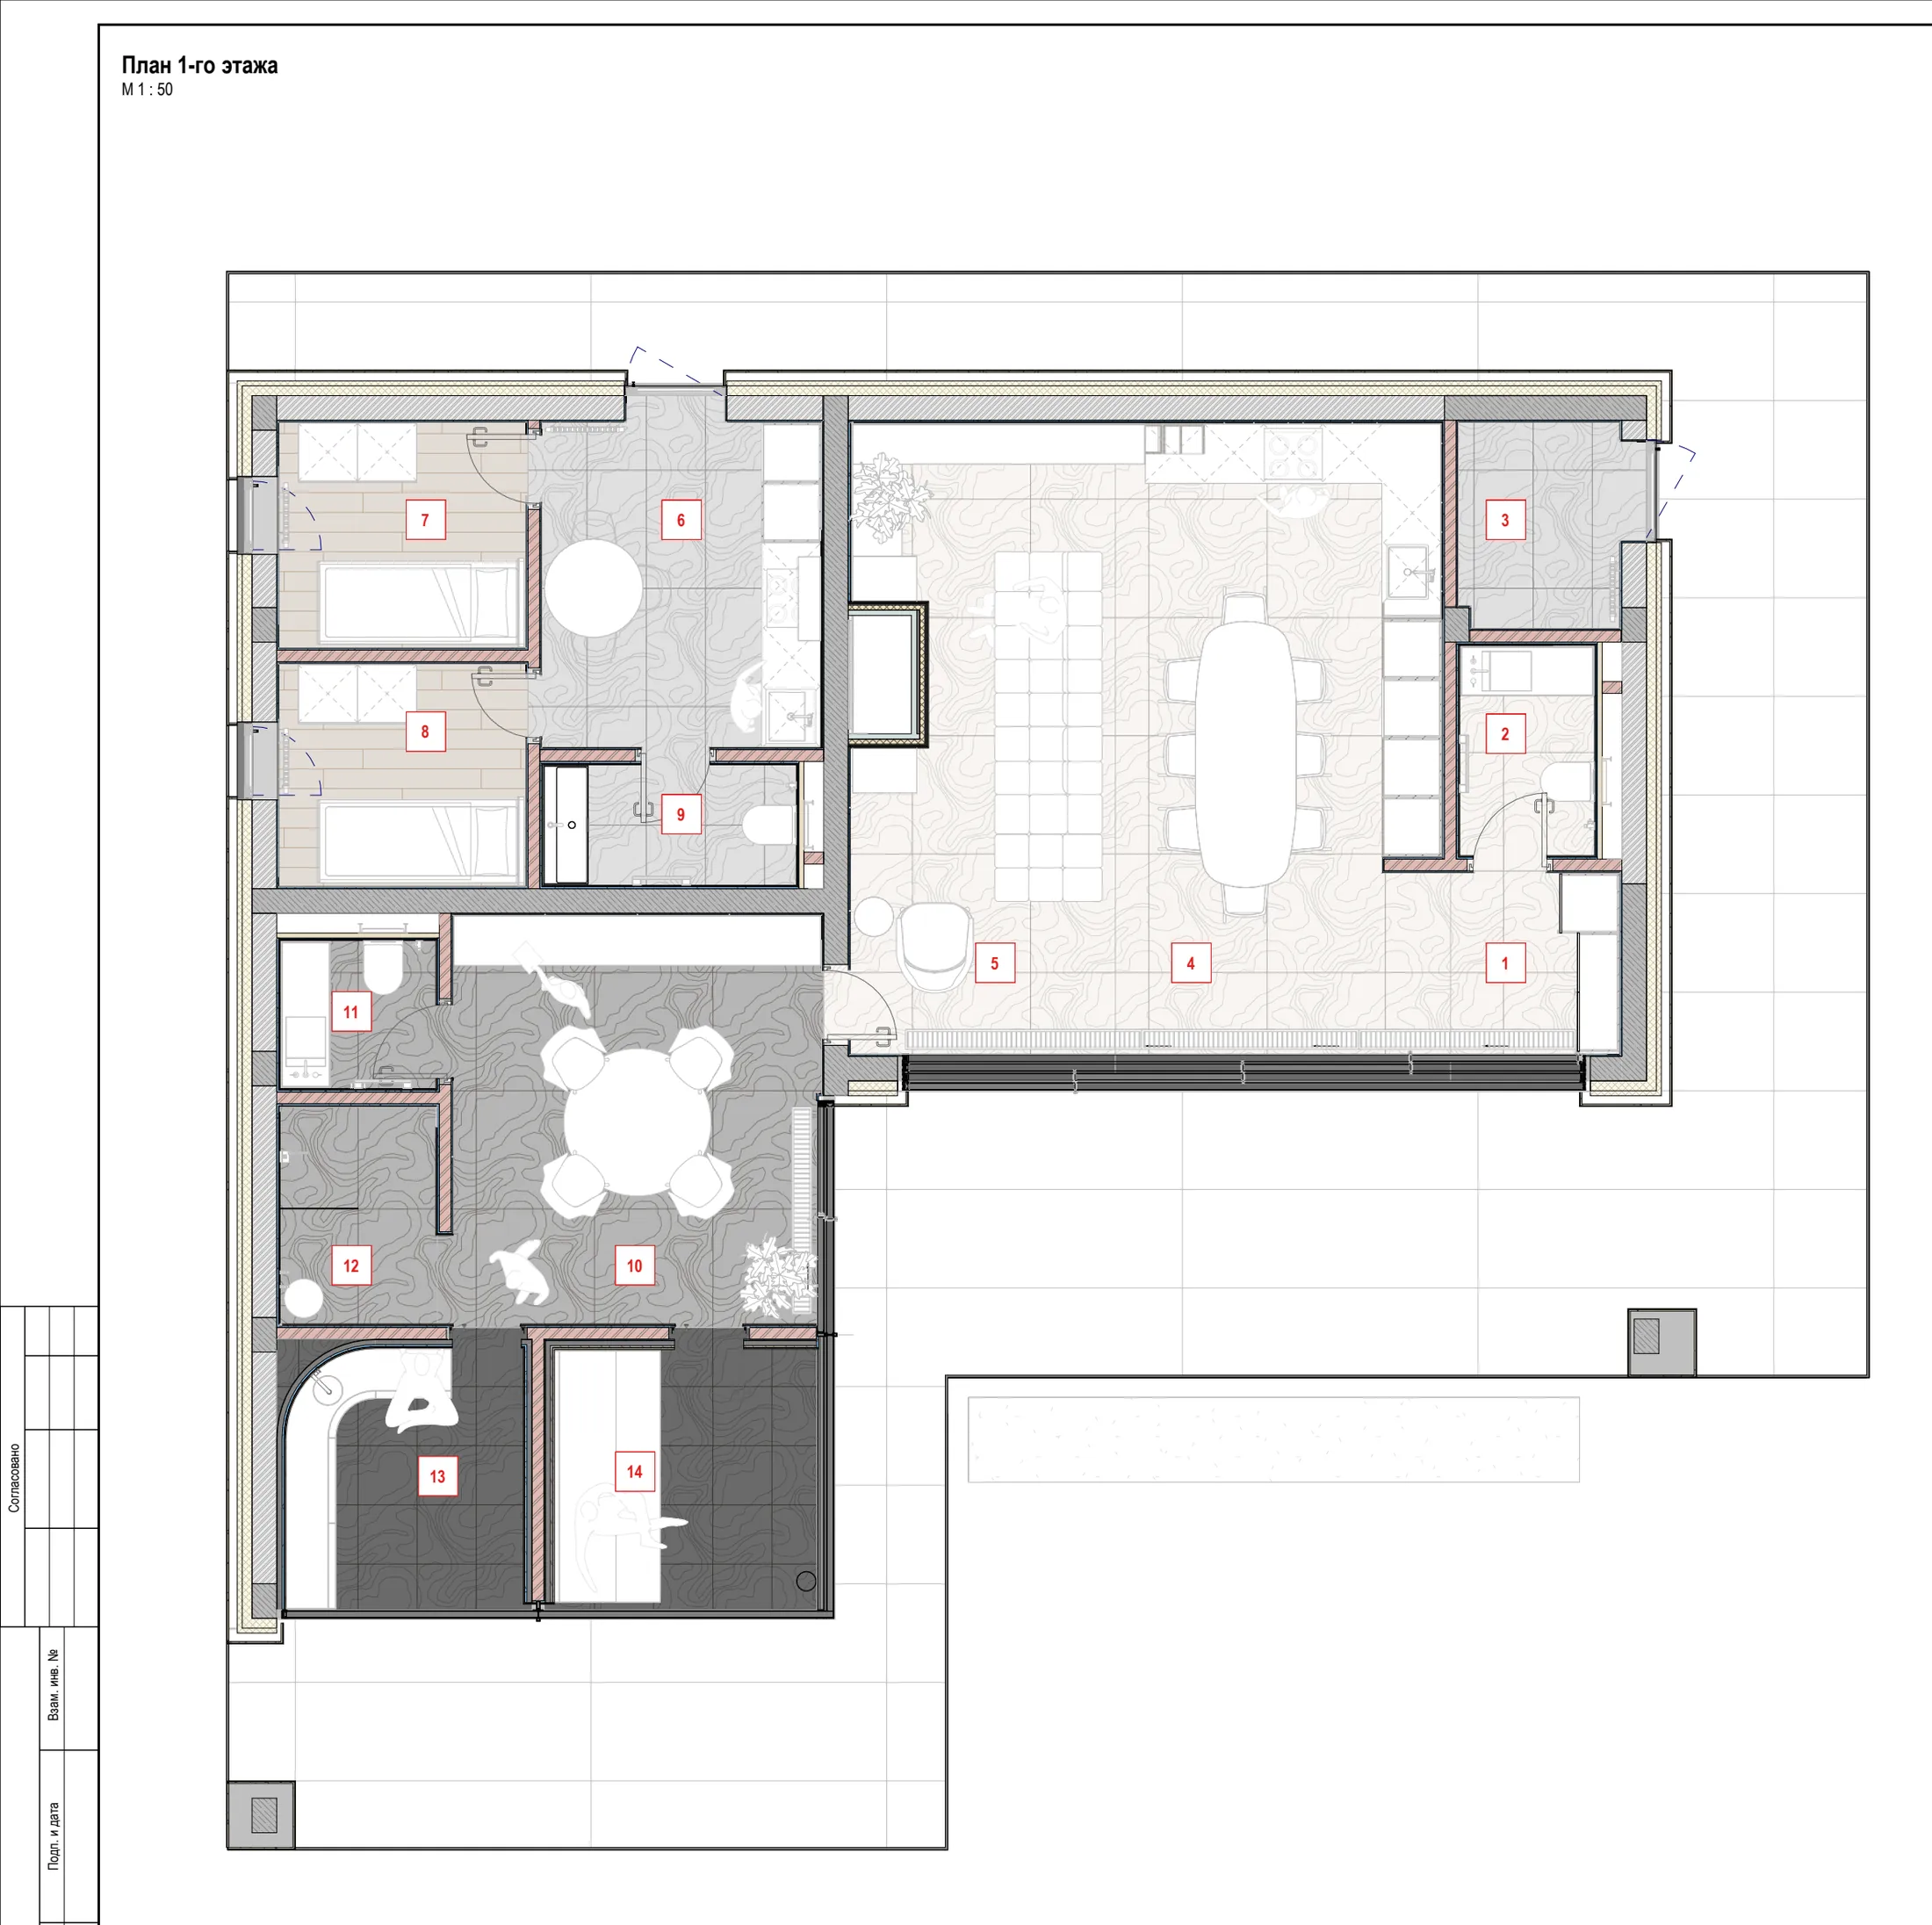 План 1-го этажа
М 1 : 50
7
6
3
8
2
9
5
4
1
11
12
10
13
14
Согласовано
Взам. инв. №
Подп. и дата